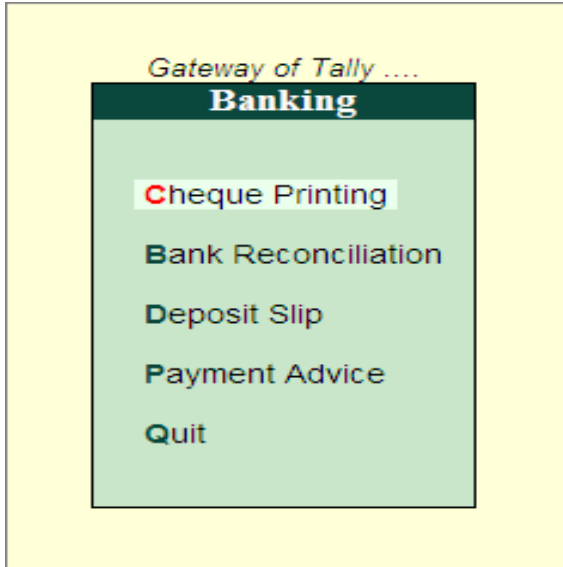 Gateway of Tally ....
Banking
Cheque Printing
Bank Reconciliation
Deposit Slip
Payment Advice
Quit